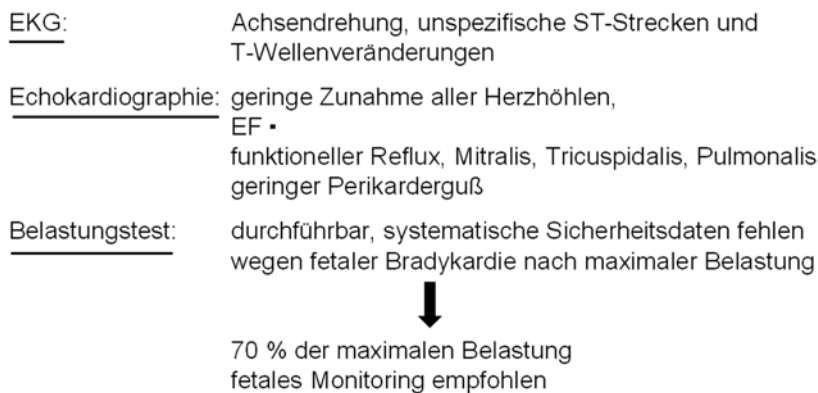 EKG: Achsendrehung, unspezifische ST-Strecken und
T-Wellenveränderungen
Echokardiographie: geringe Zunahme aller Herzhöhlen,
EF ▪
funktioneller Reflux, Mitralis, Tricuspidalis, Pulmonalis
geringer Perikarderguß
Belastungstest: durchführbar, systematische Sicherheitsdaten fehlen
wegen fetaler Bradykardie nach maximaler Belastung
70 % der maximalen Belastung
fetales Monitoring empfohlen